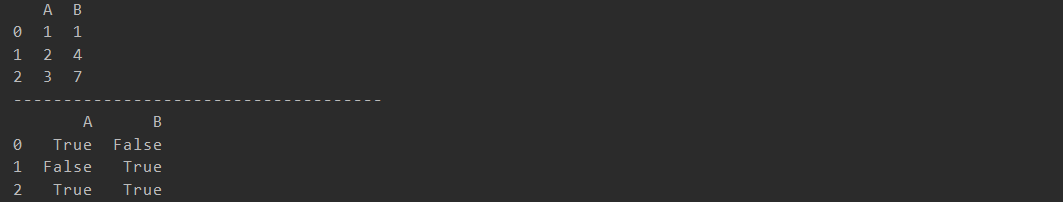 A  B
0  1  1
1  2  4
2  3  7
-------------------------------------
       A      B
0   True  False
1  False   True
2   True   True